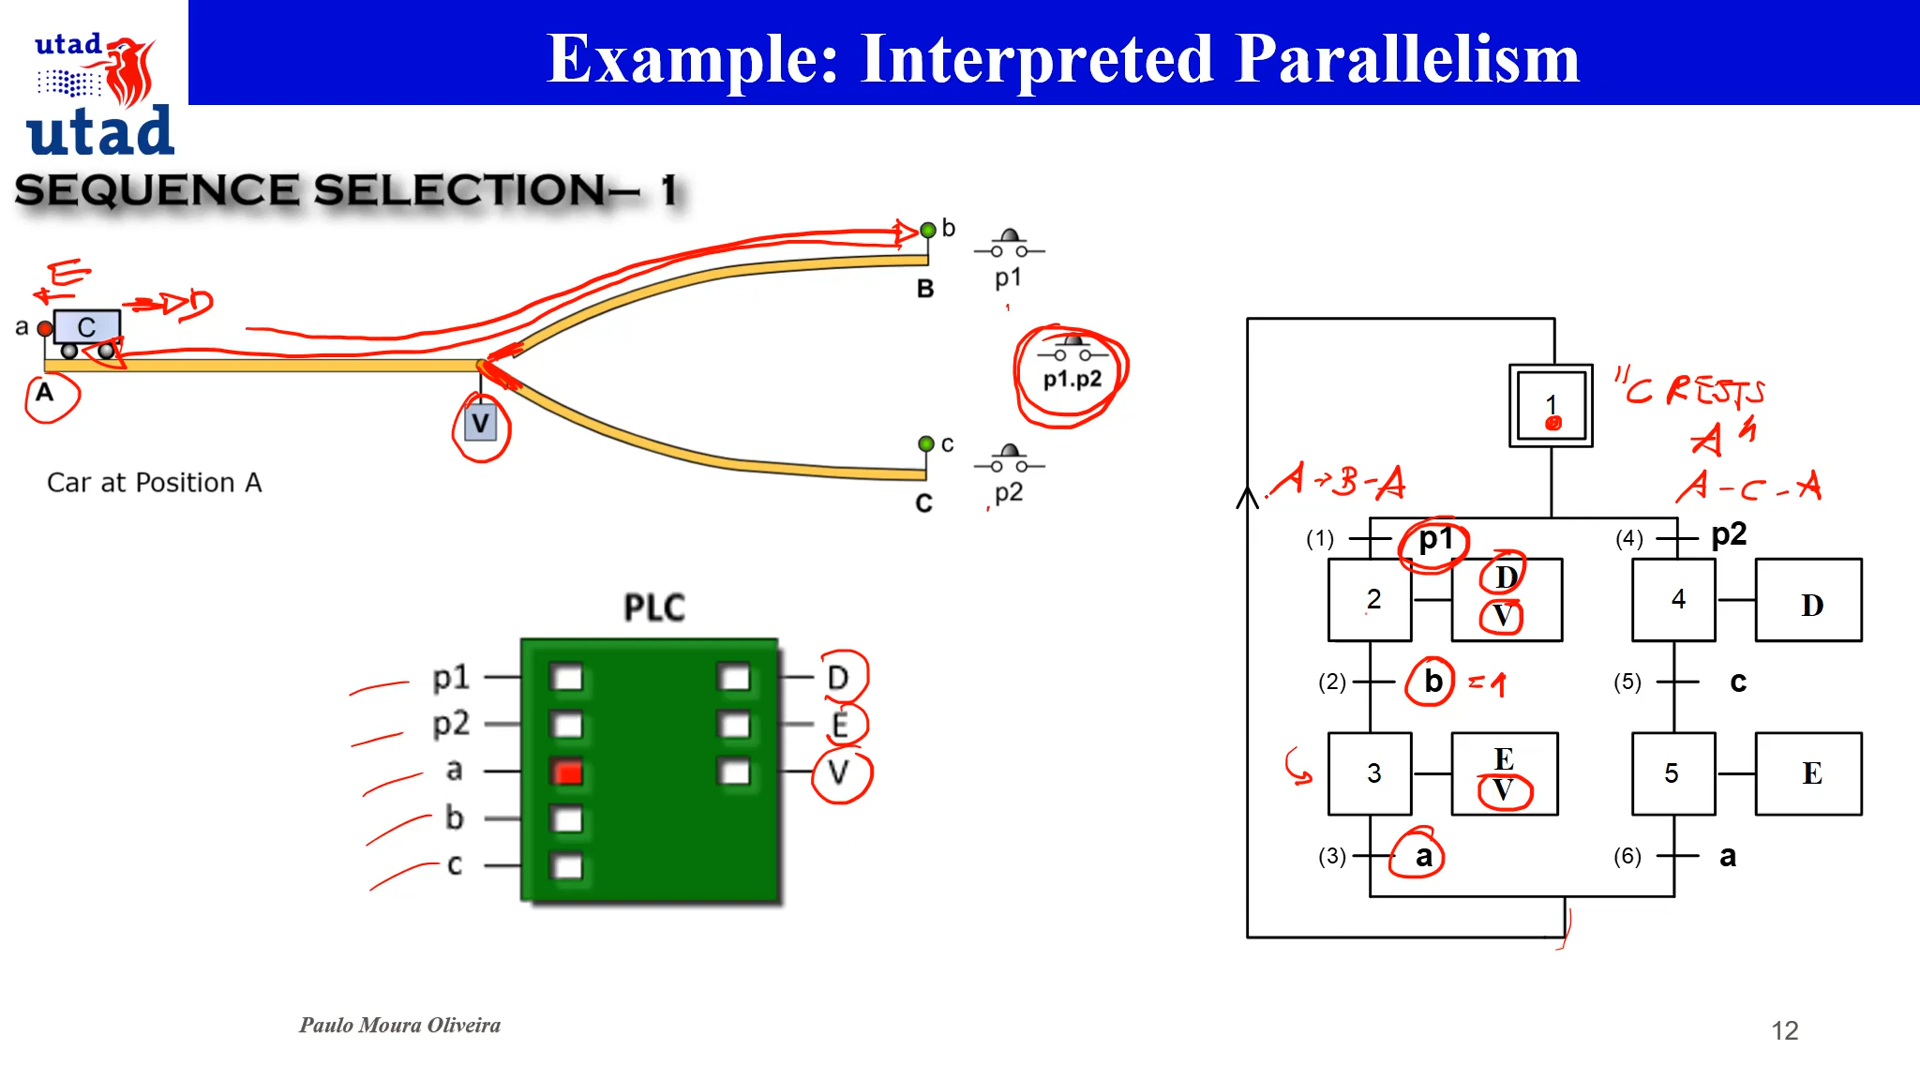 Example: Interpreted Parallelism
utad
utad
SEQUENCE SELECTION– 1
b
p1
B
E
D
a
C
A
V
p1.p2
c
p2
C
Car at Position A
1
"C RESTS
A"
A→B-A
A-C-A
(1) p1
(4) p2
2
D
V
4
D
(2) b =1
(5) c
3
E
V
5
E
(3) a
(6) a
PLC
p1
p2
a
b
c
D
E
V
Paulo Moura Oliveira
12